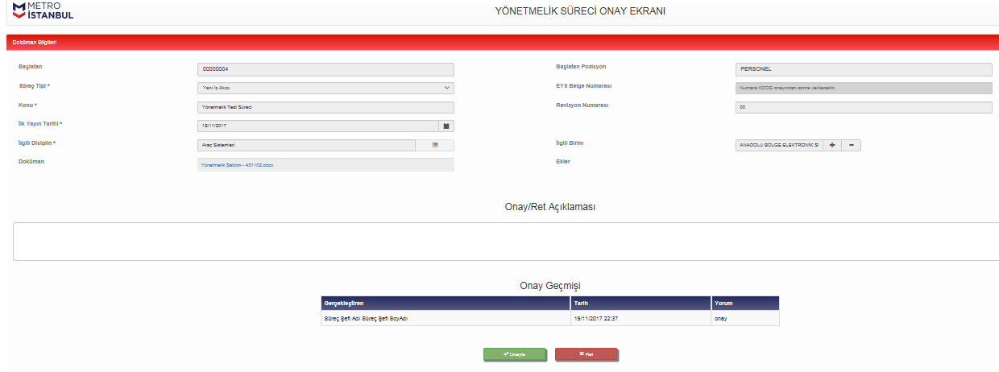 METRO
İSTANBUL
YÖNETMELİK SÜRECİ ONAY EKRANI
Doküman Bilgileri
Başlatan
00000004
Başlatan Pozisyon
PERSONEL
Süreç Tipi *
Yeni İş Akışı
EYS Belge Numarası
Numara KDDG onayından sonra verilecektir.
Konu *
Yönetmelik Test Süreci
Revizyon Numarası
00
İlk Yayın Tarihi *
19/11/2017
İlgili Disiplin *
Araç Sistemleri
İlgili Birim
ANADOLU BÖLGE ELEKTRONİK Sİ
Doküman
Yönetmelik Şablon - 451102.docx
Ekler
Onay/Ret Açıklaması
Onay Geçmişi
Gerçekleştiren Tarih Yorum
Süreç Şefi Adı Süreç Şefi SoyAdı 19/11/2017 22:37 onay
Onayla Ret